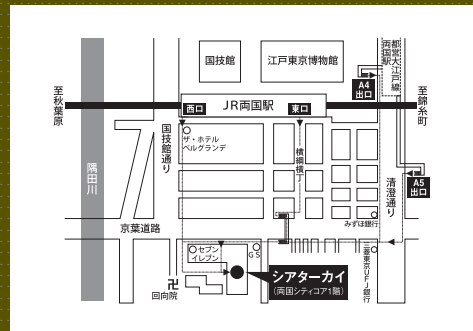 国技館
江戸東京博物館
都営大江戸線
両国駅
A4
出口
至秋葉原
西口
JR両国駅
東口
至錦糸町
国技館通り
ザ・ホテル
ベルグランデ
横綱横丁
隅田川
清澄通り
A5
出口
みずほ銀行
京葉道路
セブン
イレブン
GS
三菱東京UFJ銀行
卍
回向院
シアターカイ
(両国シティコア1階)